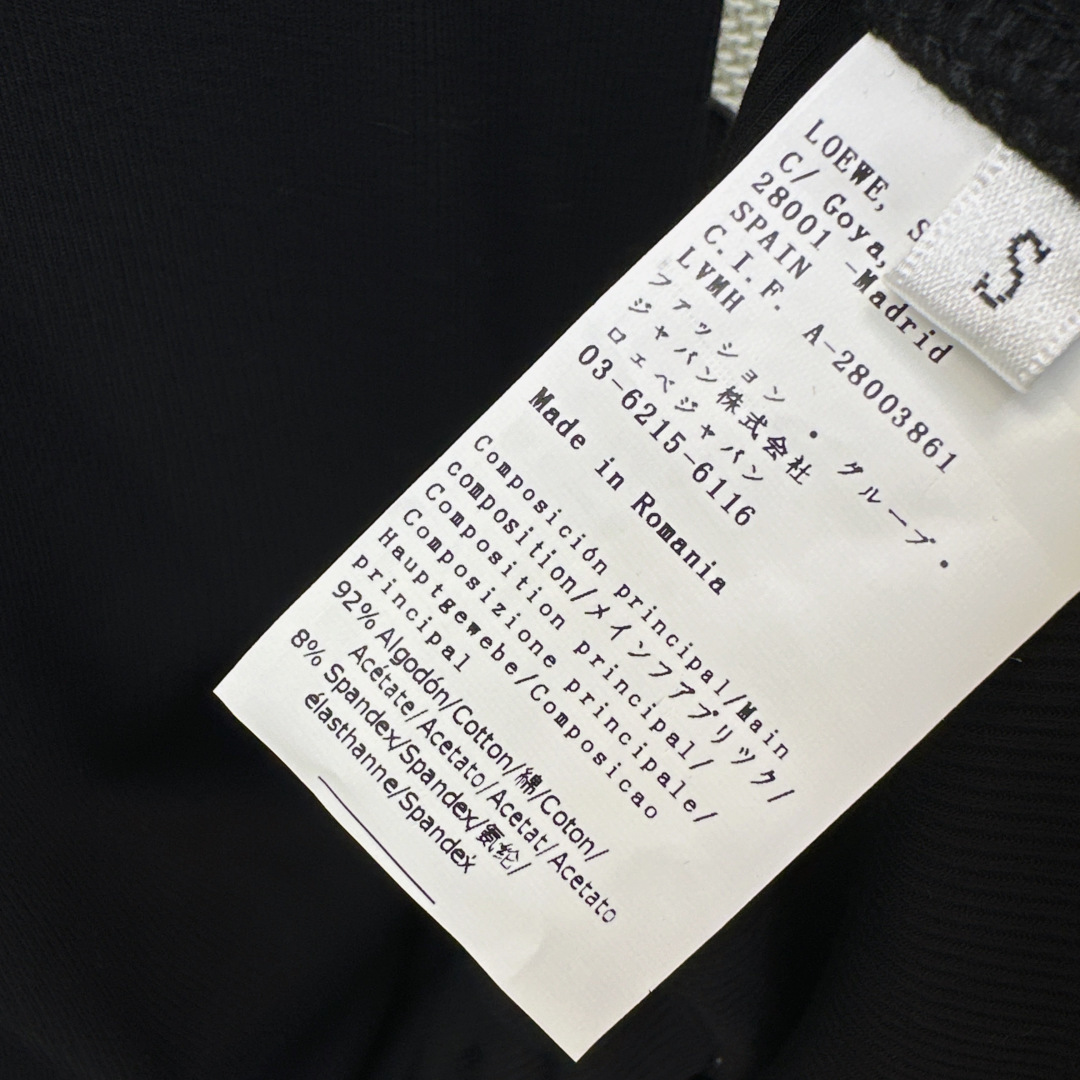 LOEWE, S
C/ Goya,
28001 -Madrid
SPAIN
C.I.F. A-28003861
LVMH
ファッション・グループ・
ジャパン株式会社
ロエベジャパン
03-6215-6116
Made in Romania
Composición principal/Main
composition/メインファブリック/
Composition principal/
Composizione principale/
Hauptgewebe/Composicao
principal
92% Algodón/Cotton/綿/Coton/
Acétate/Acetato/Acetat/Acetato
8% Spandex/Spandex/氨纶/
élasthanne/Spandex
S